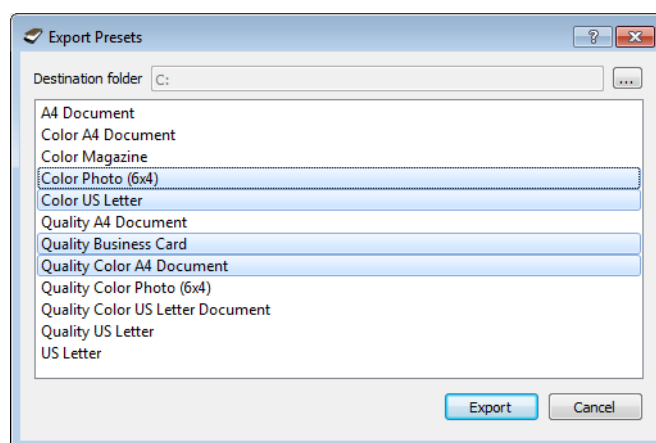 Export Presets
?
Destination folder C:
...
A4 Document
Color A4 Document
Color Magazine
Color Photo (6x4)
Color US Letter
Quality A4 Document
Quality Business Card
Quality Color A4 Document
Quality Color Photo (6x4)
Quality Color US Letter Document
Quality US Letter
US Letter
Export Cancel